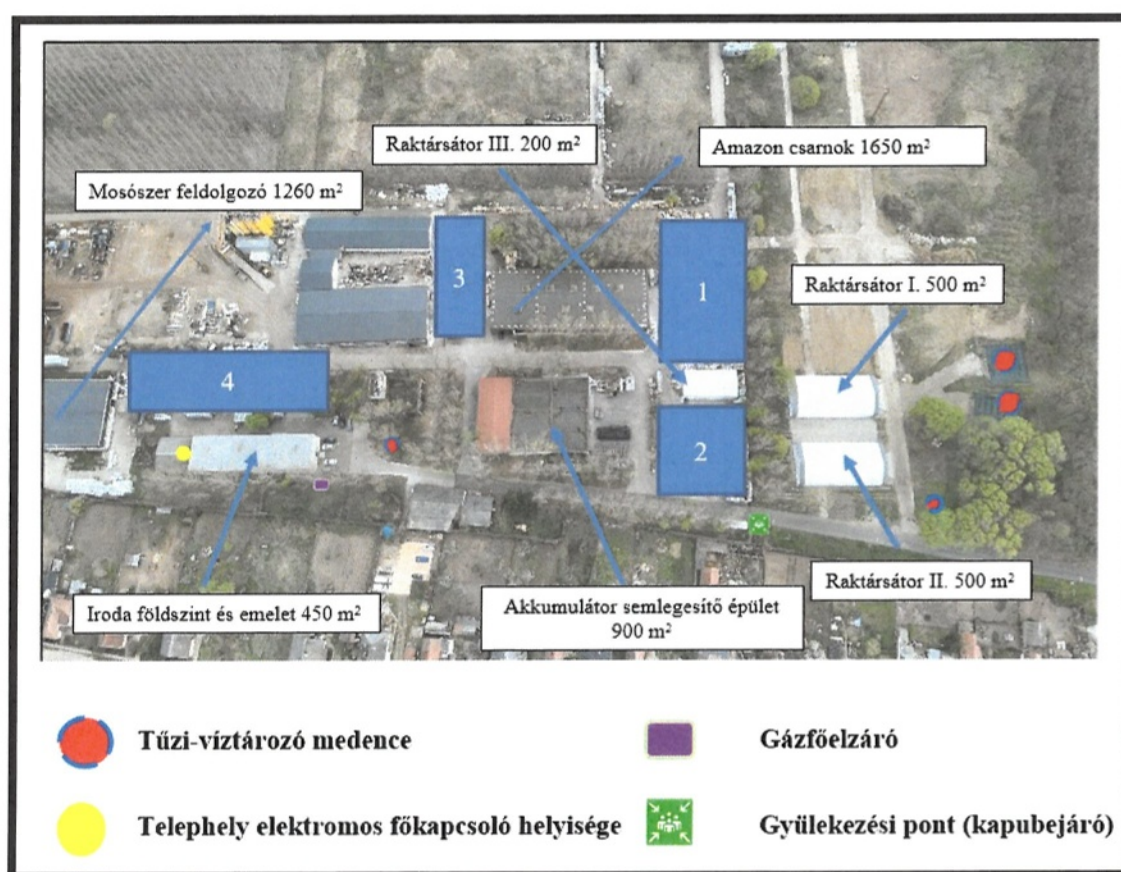 Raktársátor III. 200 m²
Amazon csarnok 1650 m²
Mosószer feldolgozó 1260 m²
3
1
Raktársátor I. 500 m²
4
2
Iroda földszint és emelet 450 m²
Akkumulátor semlegesítő épület
900 m²
Raktársátor II. 500 m²
Tűzi-víztározó medence
Gázfőelzáró
Telephely elektromos főkapcsoló helyisége
Gyülekezési pont (kapubejáró)